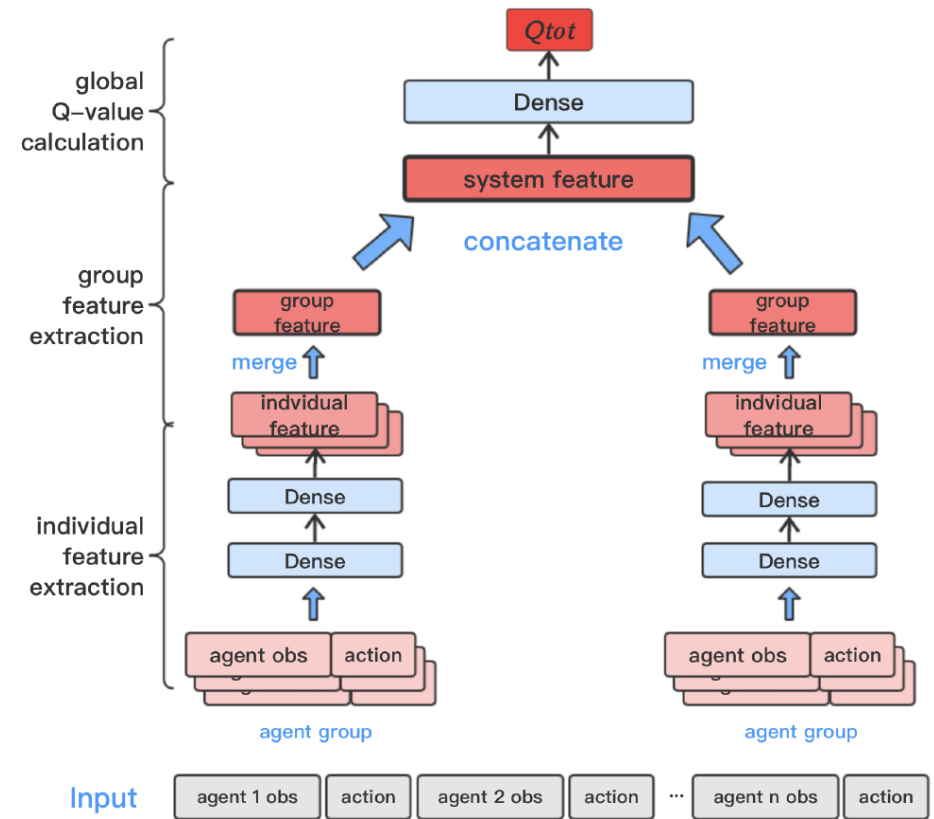 Qtot
global
Q-value
calculation
Dense
system feature
concatenate
group
feature
extraction
group
feature
group
feature
merge
merge
indvidual
feature
indvidual
feature
individual
feature
extraction
Dense
Dense
Dense
Dense
agent obs action
agent obs action
agent group
agent group
Input agent 1 obs action agent 2 obs action ... agent n obs action